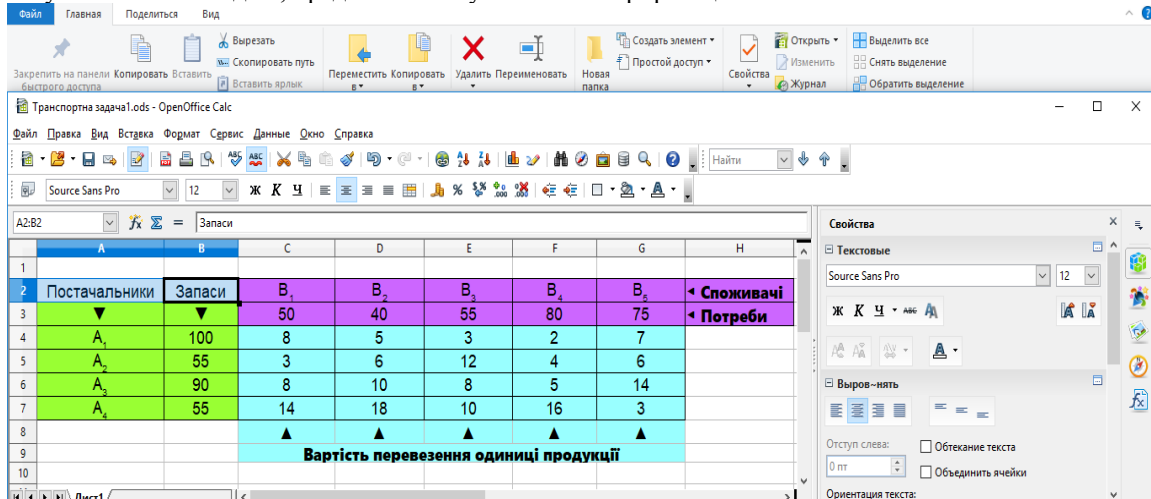 Файл Главная Поделиться Вид
Вырезать
Скопировать путь
Вставить ярлык
Закрепить на панели быстрого доступа
Копировать Вставить
Переместить в
Копировать в
Удалить Переименовать
Новая папка
Создать элемент
Простой доступ
Свойства
Открыть
Изменить
Журнал
Выделить все
Снять выделение
Обратить выделение
Транспортна задача1.ods - OpenOffice Calc
Файл Правка Вид Вставка Формат Сервис Данные Окно Справка
Найти
Source Sans Pro 12 Ж К Ч
A2:B2 Запаси
A B C D E F G H
1
2 Постачальники Запаси B1 B2 B3 B4 B5 ◄ Споживачі
3 ▼ ▼ 50 40 55 80 75 ◄ Потреби
4 A1 100 8 5 3 2 7
5 A2 55 3 6 12 4 6
6 A3 90 8 10 8 5 14
7 A4 55 14 18 10 16 3
8 ▲ ▲ ▲ ▲ ▲
9 Вартість перевезення одиниці продукції
10
Лист1
Свойства
Текстовые
Source Sans Pro 12
Ж К Ч
Выров~нять
Отступ слева:
0 пт
Обтекание текста
Объединить ячейки
Ориентация текста: